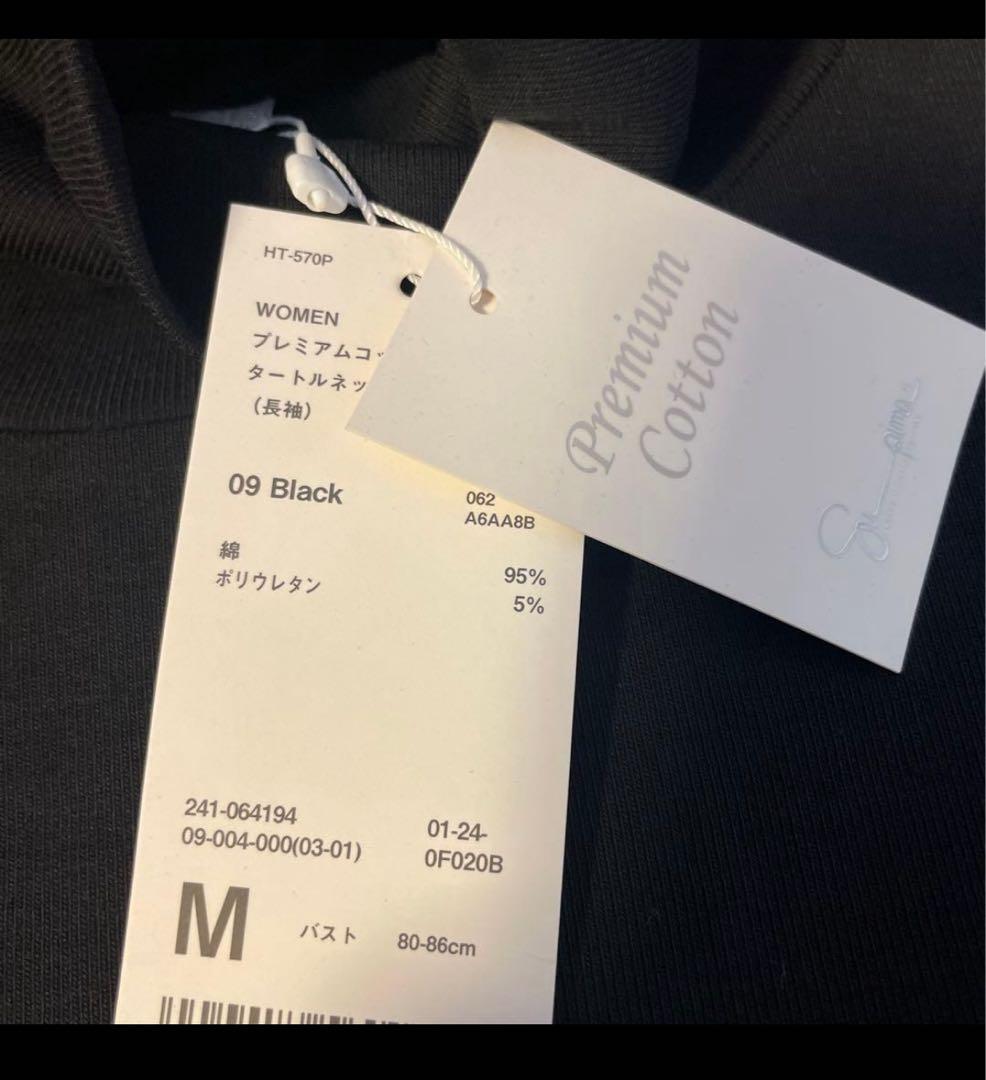 HT-570P
WOMEN
プレミアムコッ
タートルネッ
（長袖）
09 Black
062
A6AA8B
綿 95%
ポリウレタン 5%
241-064194
09-004-000(03-01)
01-24-
0F020B
M バスト 80-86cm
Premium
Cotton
Supima